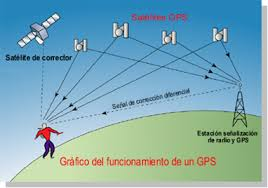 Satélites GPS
Satélite de corrector
Señal de corrección diferencial
Estación señalización
de radio y GPS
Gráfico del funcionamiento de un GPS